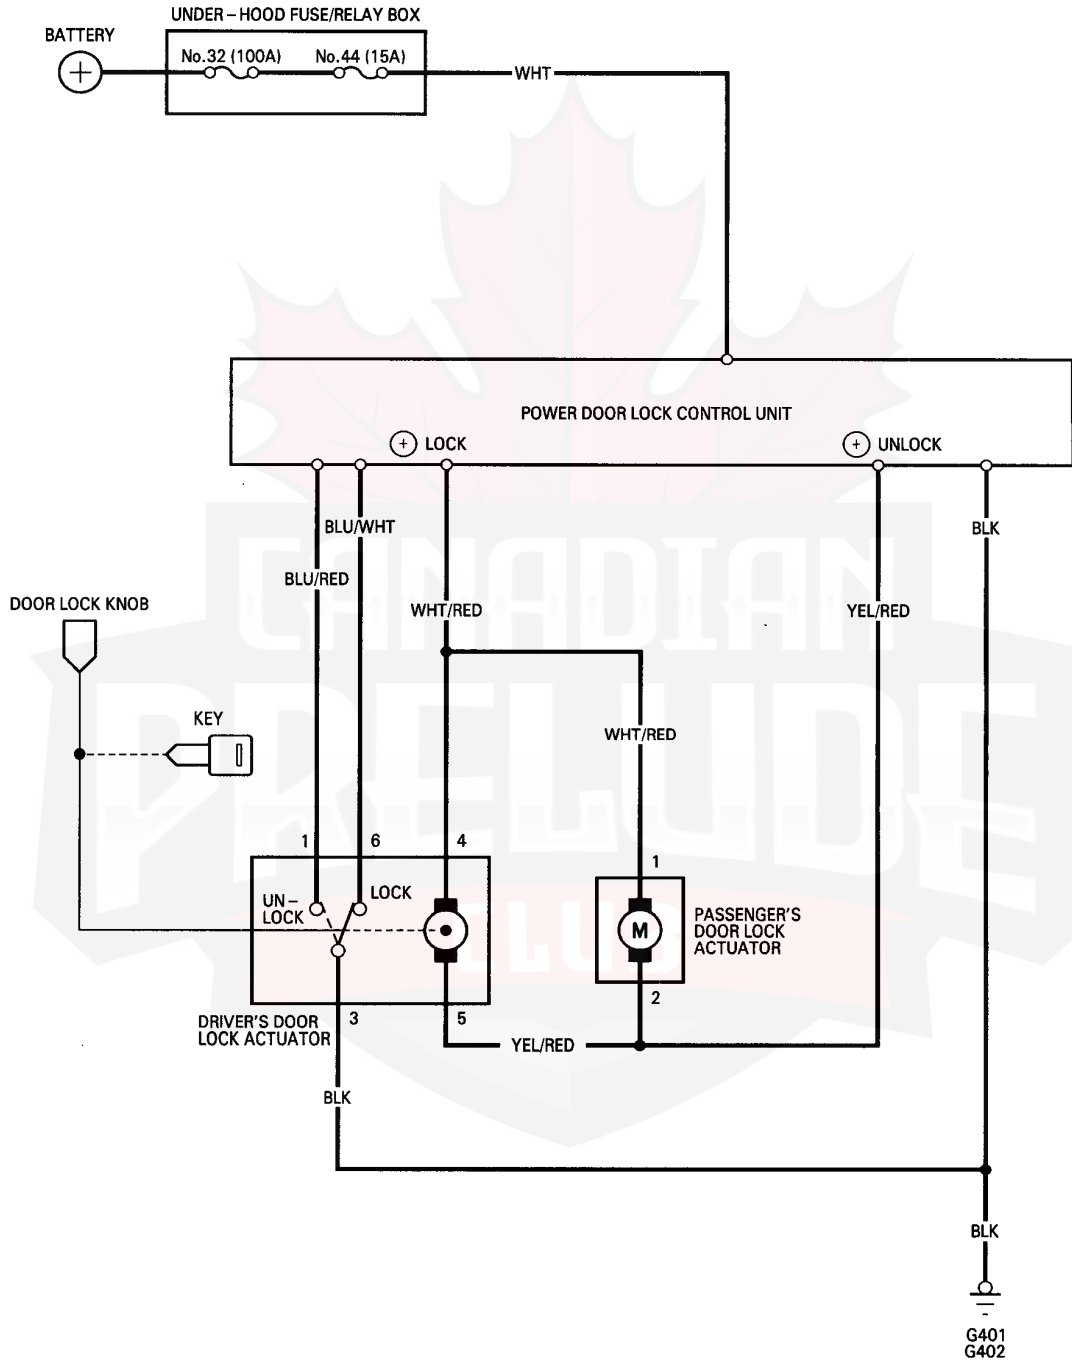 UNDER-HOOD FUSE/RELAY BOX
BATTERY
No.32 (100A)
No.44 (15A)
+
WHT
POWER DOOR LOCK CONTROL UNIT
+ LOCK
+ UNLOCK
BLU/WHT
BLK
BLU/RED
DOOR LOCK KNOB
WHT/RED
YEL/RED
KEY
WHT/RED
1
6
4
1
UN-
LOCK
LOCK
M
PASSENGER'S
DOOR LOCK
ACTUATOR
2
3
5
DRIVER'S DOOR
LOCK ACTUATOR
YEL/RED
BLK
BLK
G401
G402
CANADIAN
PRELUDE
CLUB